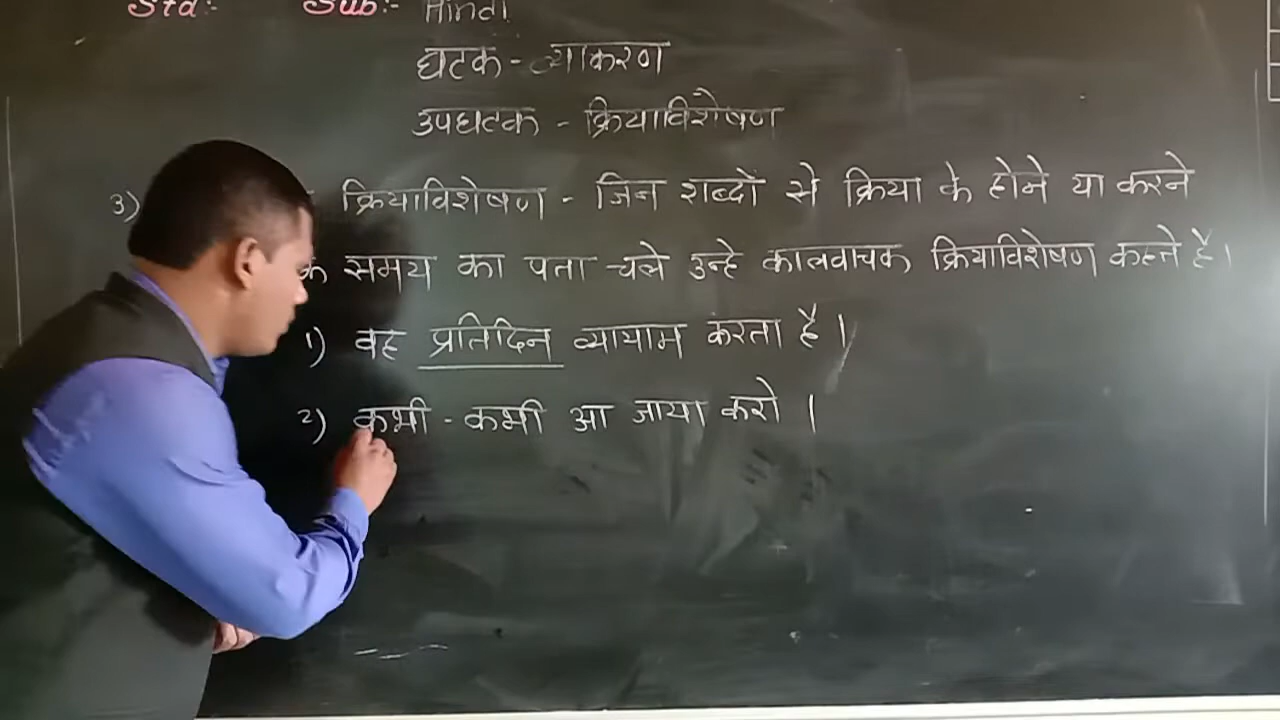 Std:- Sub:- Hindi
घटक - व्याकरण
उपघटक - क्रियाविशेषण
3) क्रियाविशेषण - जिन शब्दों से क्रिया के होने या करने
के समय का पता चले उन्हे कालवाचक क्रियाविशेषण कहते है।
1) वह प्रतिदिन व्यायाम करता है।
2) कभी - कभी आ जाया करो।